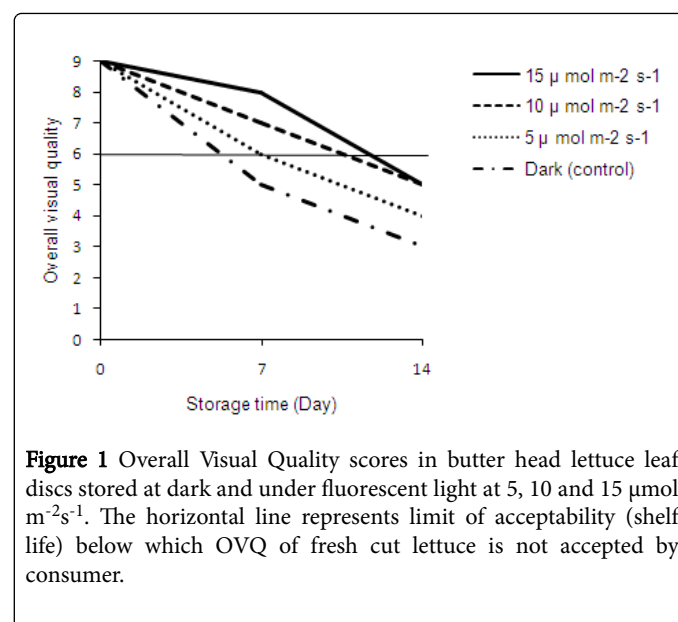 9
8
7
6
5
4
3
2
1
0
Overall visual quality
0 7 14
Storage time (Day)
15 µ mol m-2 s-1
10 µ mol m-2 s-1
5 µ mol m-2 s-1
Dark (control)
Figure 1 Overall Visual Quality scores in butter head lettuce leaf
discs stored at dark and under fluorescent light at 5, 10 and 15 µmol
m-2s-1. The horizontal line represents limit of acceptability (shelf
life) below which OVQ of fresh cut lettuce is not accepted by
consumer.